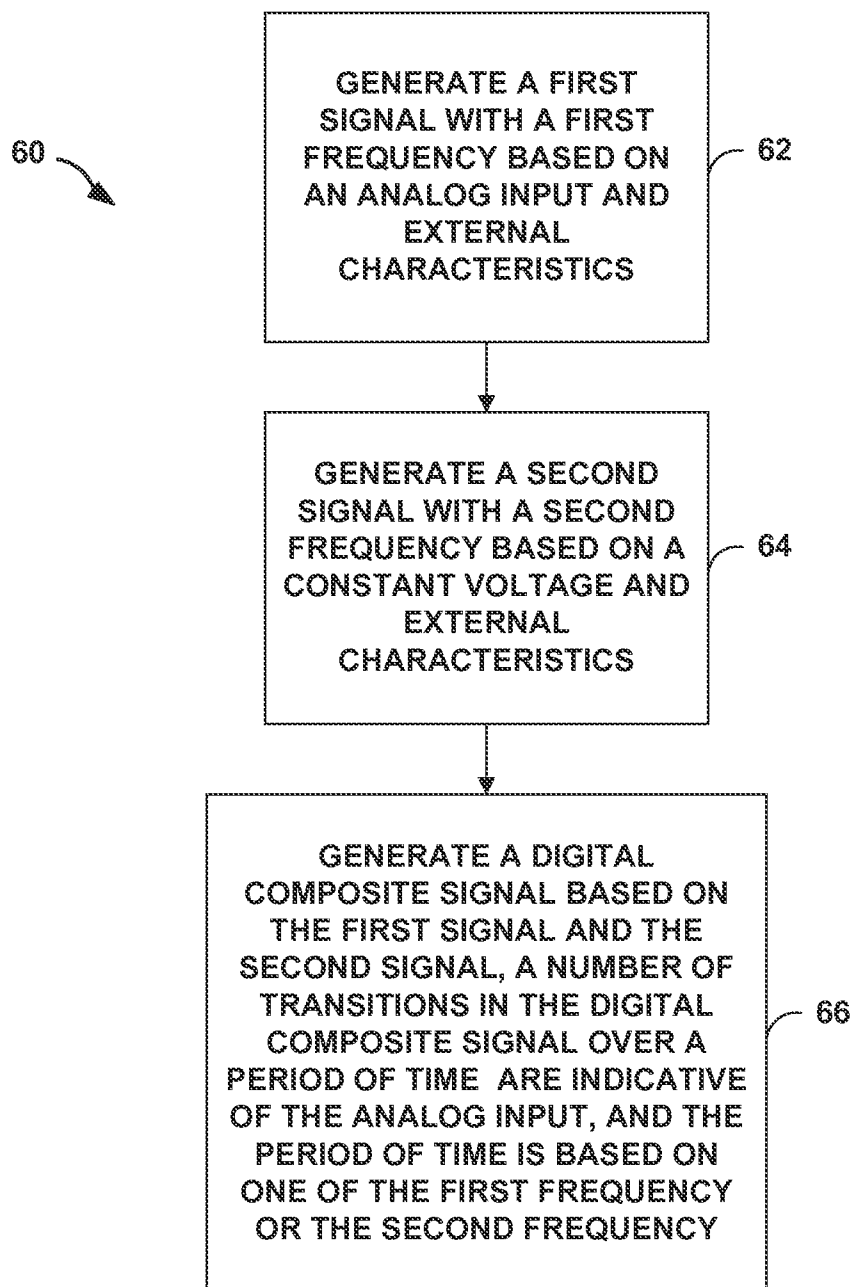 GENERATE A FIRST
SIGNAL WITH A FIRST
FREQUENCY BASED ON
AN ANALOG INPUT AND
EXTERNAL
CHARACTERISTICS
60
62
GENERATE A SECOND
SIGNAL WITH A SECOND
FREQUENCY BASED ON A
CONSTANT VOLTAGE AND
EXTERNAL
CHARACTERISTICS
64
GENERATE A DIGITAL
COMPOSITE SIGNAL BASED ON
THE FIRST SIGNAL AND THE
SECOND SIGNAL, A NUMBER OF
TRANSITIONS IN THE DIGITAL
COMPOSITE SIGNAL OVER A
PERIOD OF TIME ARE INDICATIVE
OF THE ANALOG INPUT, AND THE
PERIOD OF TIME IS BASED ON
ONE OF THE FIRST FREQUENCY
OR THE SECOND FREQUENCY
66